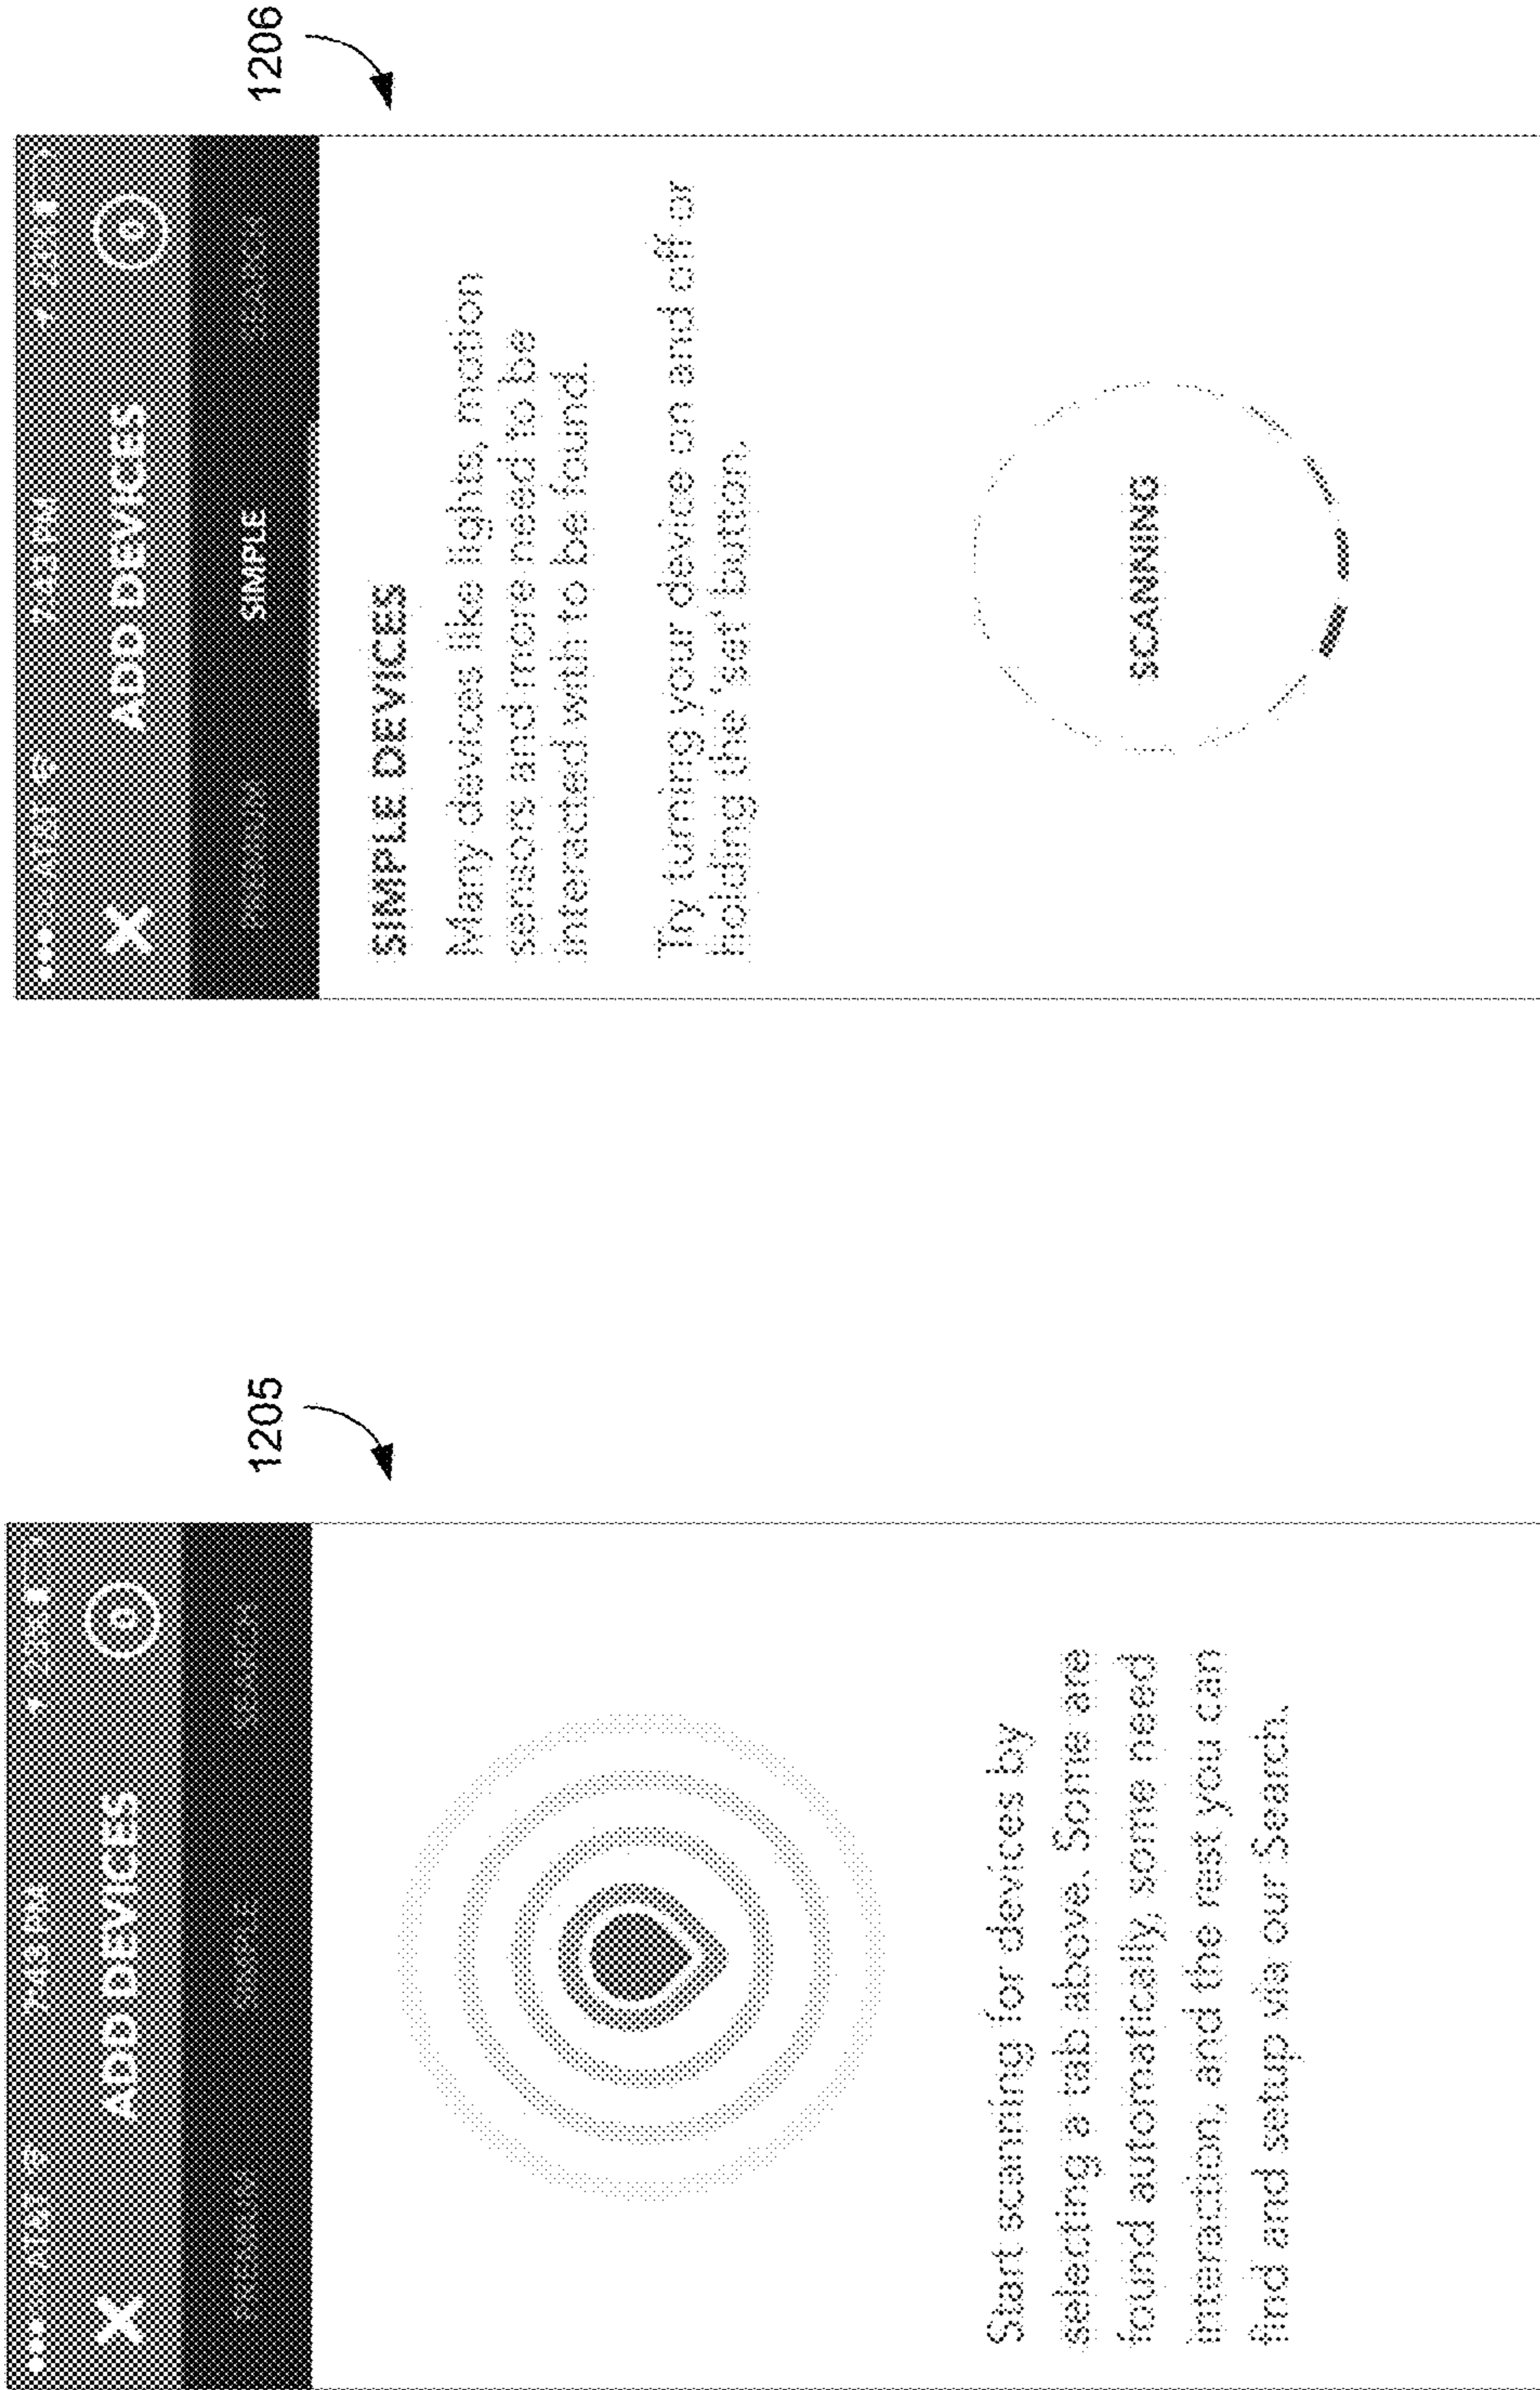 1205
X ADD DEVICES
SIMPLE SEARCH
Start scanning for devices by
selecting a tab above. Some are
found automatically, some need
interaction, and the rest you can
find and setup via our Search.
1206
X ADD DEVICES
SIMPLE SEARCH
SIMPLE DEVICES
Many devices like lights, motion
sensors and more need to be
interacted with to be found.
Try turning your device on and off or
holding the 'set' button.
SCANNING